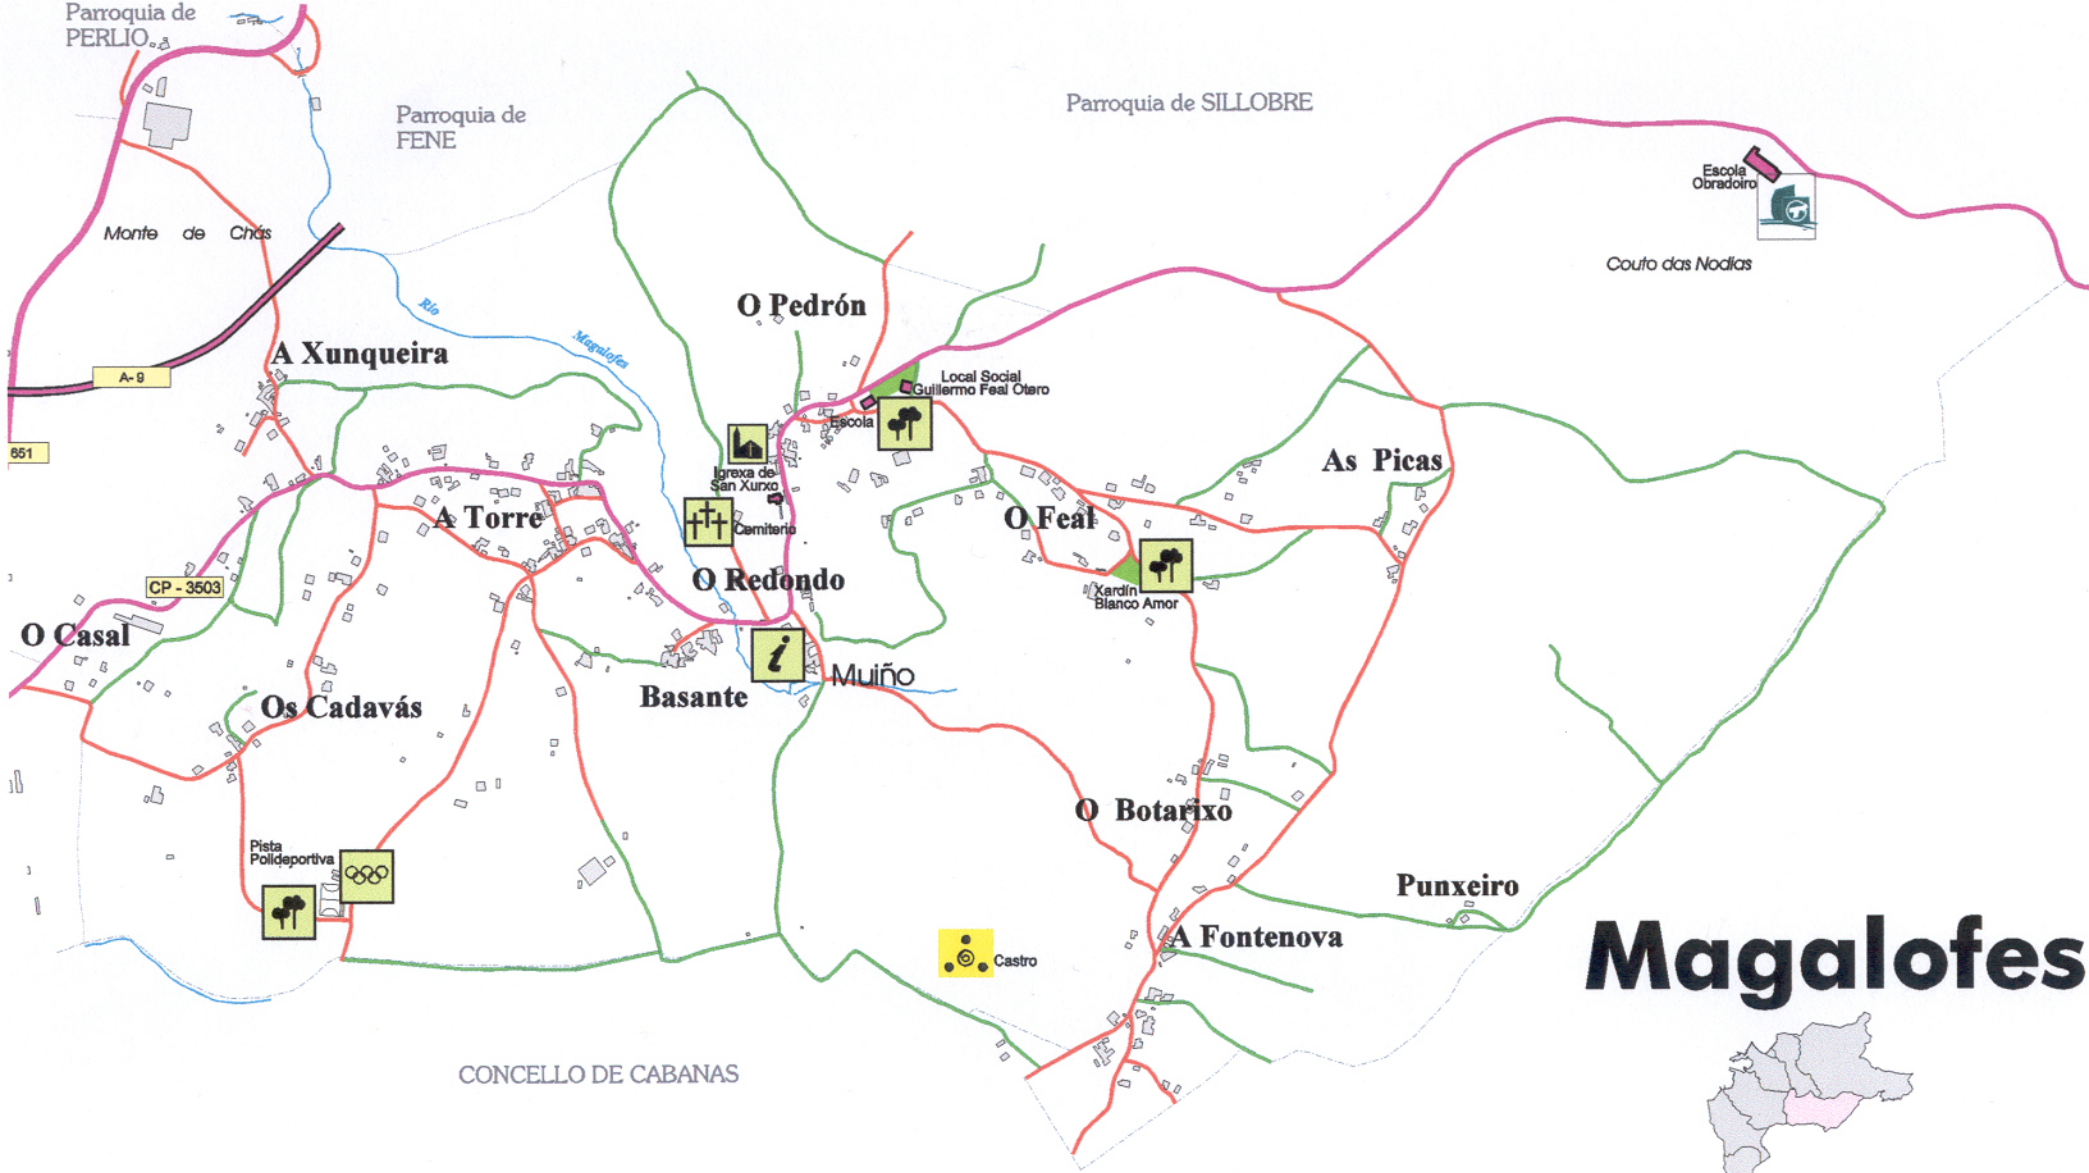 Parroquia de
PERLIO
Parroquia de
FENE
Parroquia de SILLOBRE
Escola
Obradoiro
Monte de Chás
Couto das Nodias
O Pedrón
Río
Magalofes
A Xunqueira
A-9
Local Social
Guillermo Feal Otero
Escola
651
As Picas
Igrexa de
San Xurxo
A Torre
O Feal
Cemiterio
CP - 3503
O Redondo
Xardín
Blanco Amor
O Casal
i
Muiño
Basante
Os Cadavás
O Botarixo
Pista
Polideportiva
Punxeiro
A Fontenova
Castro
Magalofes
CONCELLO DE CABANAS